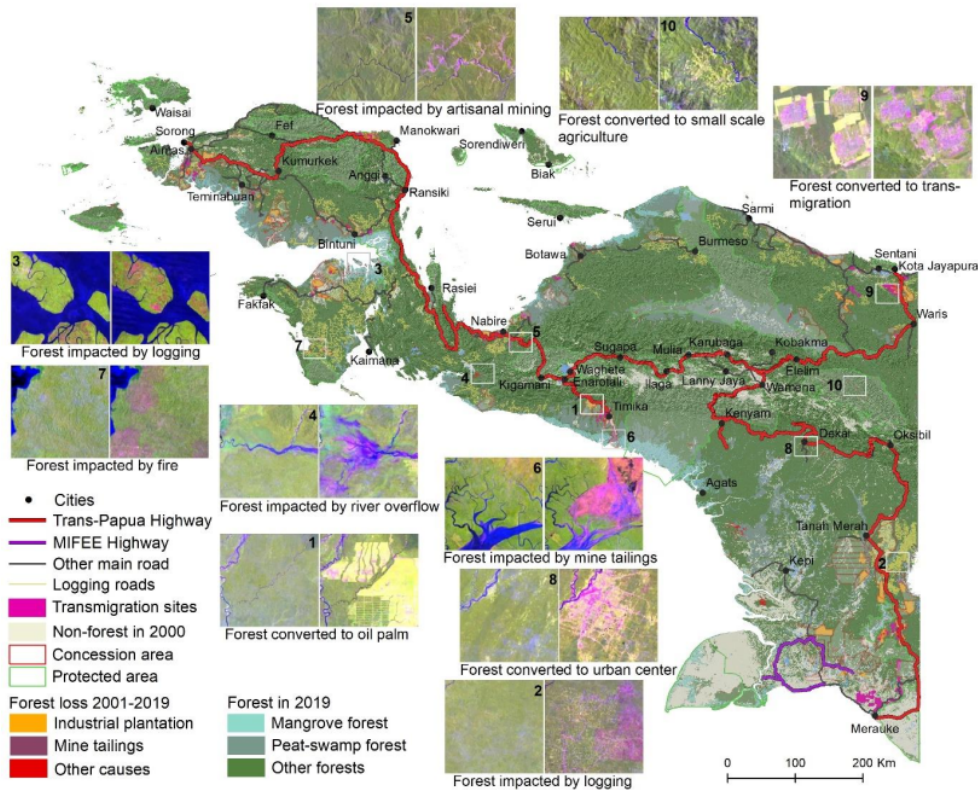 5
Forest impacted by artisanal mining
10
Forest converted to small scale
agriculture
9
Forest converted to trans-
migration
Waisai
Sorong
Aimas
Fef
Kumurkek
Teminabuan
Manokwari
Anggi
Ransiki
Sorendiweri
Biak
Serui
Bintuni
3
Botawa
Burmeso
Sarmi
Sentani
Kota Jayapura
9
Waris
3
Forest impacted by logging
Fakfak
Rasiei
7
Kaimana
Nabire
5
4
Kigamani
Waghete
Enarotali
Sugapa
Ilaga
Mulia
Karubaga
Lanny Jaya
Kobakma
Elelim
Wamena
10
1
Timika
6
Kenyam
Dekai
8
Oksibil
7
Forest impacted by fire
4
Forest impacted by river overflow
6
Forest impacted by mine tailings
Agats
Tanah Merah
2
Kepi
1
Forest converted to oil palm
8
Forest converted to urban center
2
Forest impacted by logging
Merauke
Cities
Trans-Papua Highway
MIFEE Highway
Other main road
Logging roads
Transmigration sites
Non-forest in 2000
Concession area
Protected area
Forest loss 2001-2019
Industrial plantation
Mine tailings
Other causes
Forest in 2019
Mangrove forest
Peat-swamp forest
Other forests
0 100 200 Km